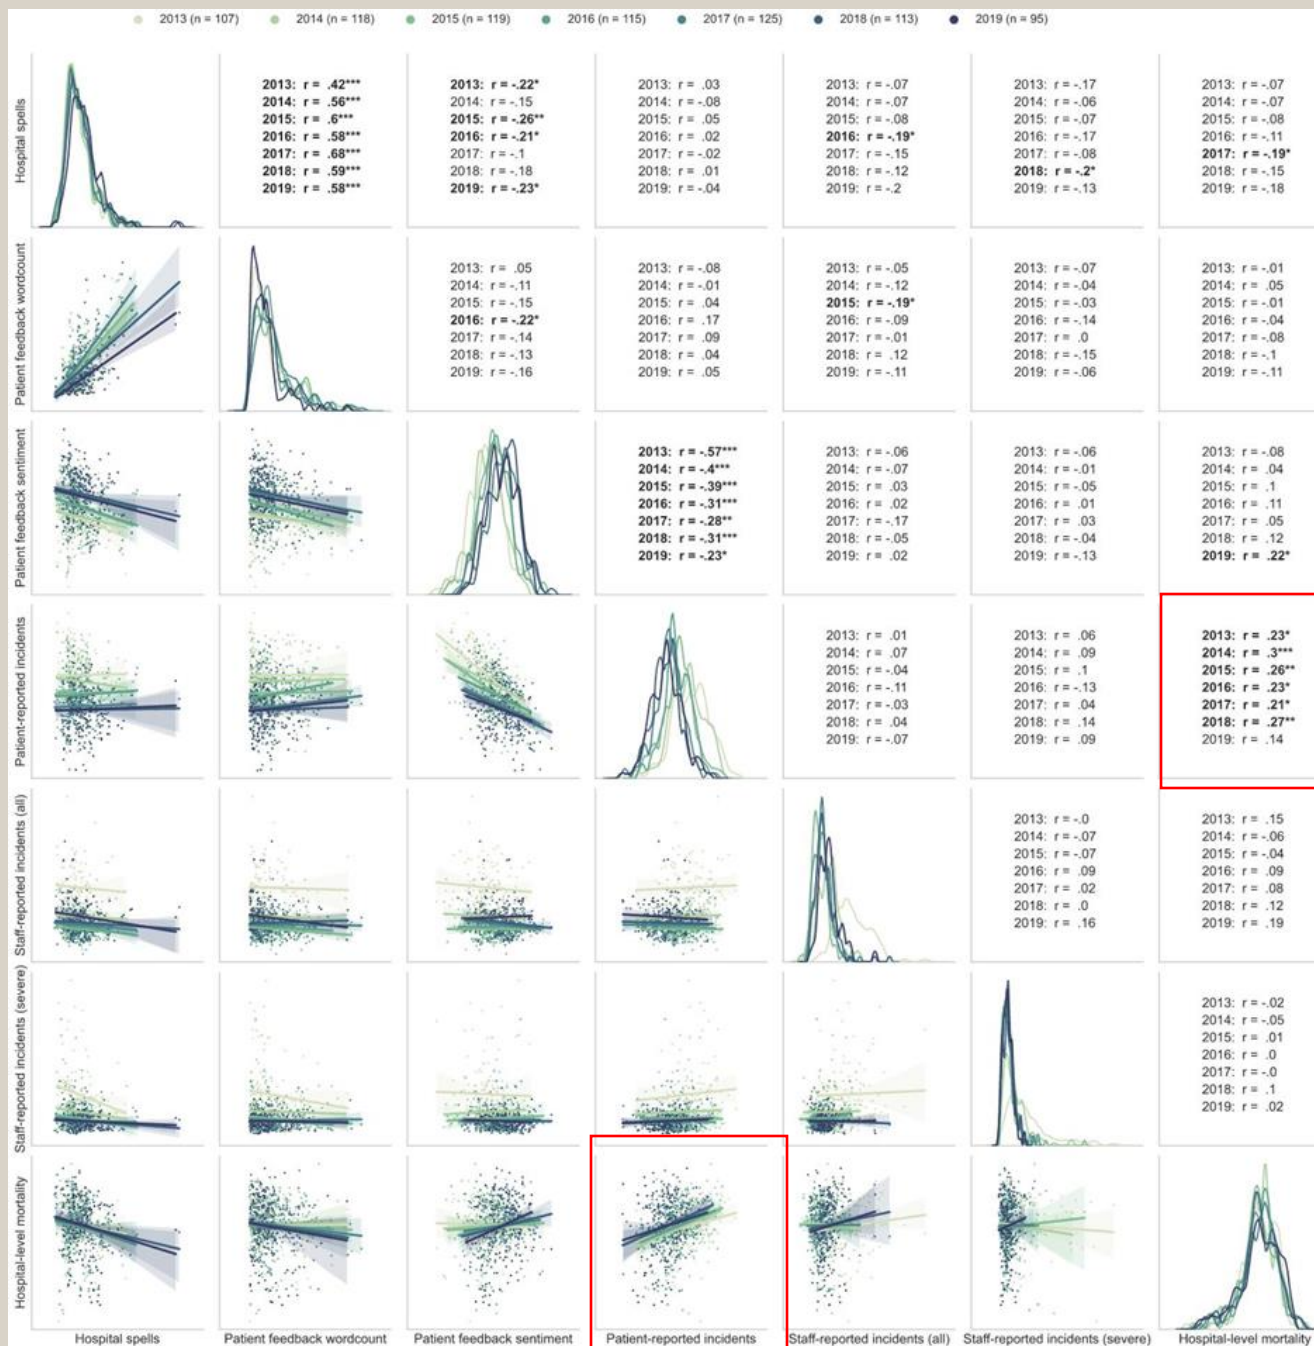 2013 (n = 107) 2014 (n = 118) 2015 (n = 119) 2016 (n = 115) 2017 (n = 125) 2018 (n = 113) 2019 (n = 95)
Hospital spells
2013: r = .42***
2014: r = .56***
2015: r = .6***
2016: r = .58***
2017: r = .68***
2018: r = .59***
2019: r = .58***
2013: r = -.22*
2014: r = -.15
2015: r = -.26**
2016: r = -.21*
2017: r = -.1
2018: r = -.18
2019: r = -.23*
2013: r = .03
2014: r = -.08
2015: r = .05
2016: r = .02
2017: r = -.02
2018: r = .01
2019: r = -.04
2013: r = -.07
2014: r = -.07
2015: r = -.08
2016: r = -.19*
2017: r = -.15
2018: r = -.12
2019: r = -.2
2013: r = -.17
2014: r = -.06
2015: r = -.07
2016: r = -.17
2017: r = -.08
2018: r = -.2*
2019: r = -.13
2013: r = -.07
2014: r = -.07
2015: r = -.08
2016: r = -.11
2017: r = -.19*
2018: r = -.15
2019: r = -.18
Patient feedback wordcount
2013: r = .05
2014: r = -.11
2015: r = -.15
2016: r = -.22*
2017: r = -.14
2018: r = -.13
2019: r = -.16
2013: r = -.08
2014: r = -.01
2015: r = .04
2016: r = .17
2017: r = .09
2018: r = .04
2019: r = .05
2013: r = -.05
2014: r = -.12
2015: r = -.19*
2016: r = -.09
2017: r = -.01
2018: r = .12
2019: r = -.11
2013: r = -.07
2014: r = -.04
2015: r = -.03
2016: r = -.14
2017: r = .0
2018: r = -.15
2019: r = -.06
2013: r = -.01
2014: r = .05
2015: r = -.01
2016: r = -.04
2017: r = -.08
2018: r = -.1
2019: r = -.11
Patient feedback sentiment
2013: r = -.57***
2014: r = -.4***
2015: r = -.39***
2016: r = -.31***
2017: r = -.28**
2018: r = -.31***
2019: r = -.23*
2013: r = -.06
2014: r = -.07
2015: r = .03
2016: r = .02
2017: r = -.17
2018: r = -.05
2019: r = .02
2013: r = -.06
2014: r = -.01
2015: r = -.05
2016: r = .01
2017: r = .03
2018: r = -.04
2019: r = -.13
2013: r = -.08
2014: r = .04
2015: r = .1
2016: r = .11
2017: r = .05
2018: r = .12
2019: r = .22*
Patient-reported incidents
2013: r = .01
2014: r = .07
2015: r = -.04
2016: r = -.11
2017: r = -.03
2018: r = .04
2019: r = -.07
2013: r = .06
2014: r = .09
2015: r = .1
2016: r = -.13
2017: r = .04
2018: r = .14
2019: r = .09
2013: r = .23*
2014: r = .3***
2015: r = .26**
2016: r = .23*
2017: r = .21*
2018: r = .27**
2019: r = .14
Staff-reported incidents (all)
2013: r = -.0
2014: r = -.07
2015: r = -.07
2016: r = .09
2017: r = .02
2018: r = .0
2019: r = .16
2013: r = .15
2014: r = -.06
2015: r = -.04
2016: r = .09
2017: r = .08
2018: r = .12
2019: r = .19
Staff-reported incidents (severe)
2013: r = -.02
2014: r = -.05
2015: r = .01
2016: r = .0
2017: r = -.0
2018: r = .1
2019: r = .02
Hospital-level mortality
Hospital spells Patient feedback wordcount Patient feedback sentiment Patient-reported incidents Staff-reported incidents (all) Staff-reported incidents (severe) Hospital-level mortality